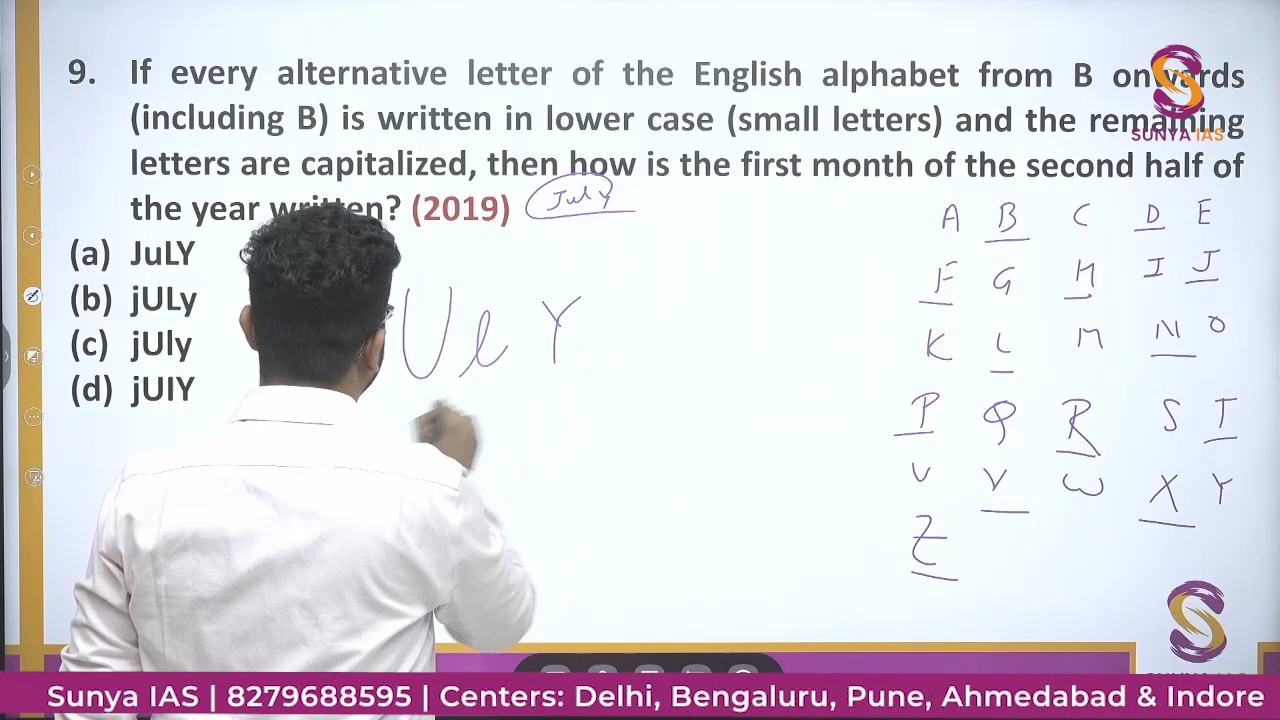 9. If every alternative letter of the English alphabet from B onwards
(including B) is written in lower case (small letters) and the remaining
letters are capitalized, then how is the first month of the second half of
the year written? (2019) July
(a) JuLY
(b) jULy
(c) jUly
(d) jUlY
U l Y
A B C D E
F G H I J
K L M N O
P Q R S T
U V W X Y
Z
SUNYA IAS
Sunya IAS | 8279688595 | Centers: Delhi, Bengaluru, Pune, Ahmedabad & Indore